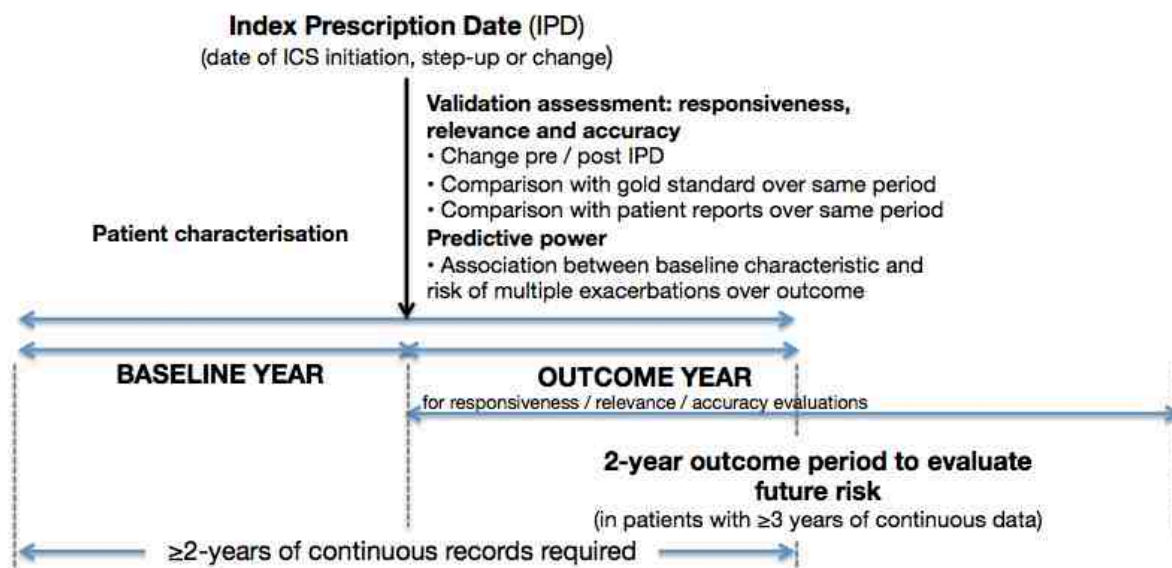 Index Prescription Date (IPD)
(date of ICS initiation, step-up or change)
Validation assessment: responsiveness,
relevance and accuracy
• Change pre / post IPD
• Comparison with gold standard over same period
• Comparison with patient reports over same period
Patient characterisation
Predictive power
• Association between baseline characteristic and
risk of multiple exacerbations over outcome
BASELINE YEAR
OUTCOME YEAR
for responsiveness / relevance / accuracy evaluations
2-year outcome period to evaluate
future risk
(in patients with ≥3 years of continuous data)
≥2-years of continuous records required